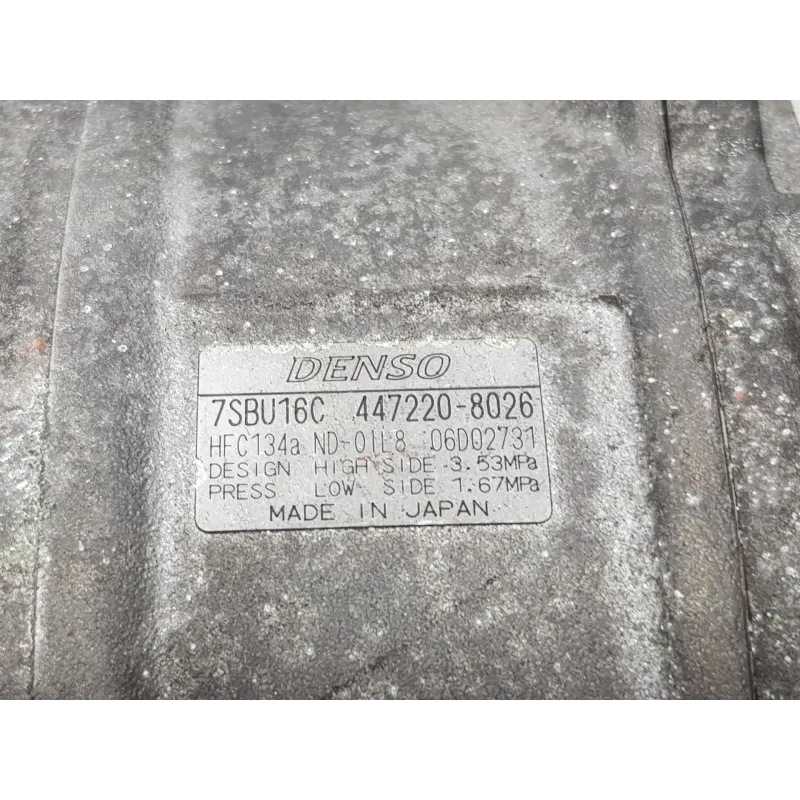 DENSO
7SBU16C 447220-8026
HFC134a ND-OIL8 06D02731
DESIGN HIGH SIDE 3.53MPa
PRESS LOW SIDE 1.67MPa
MADE IN JAPAN